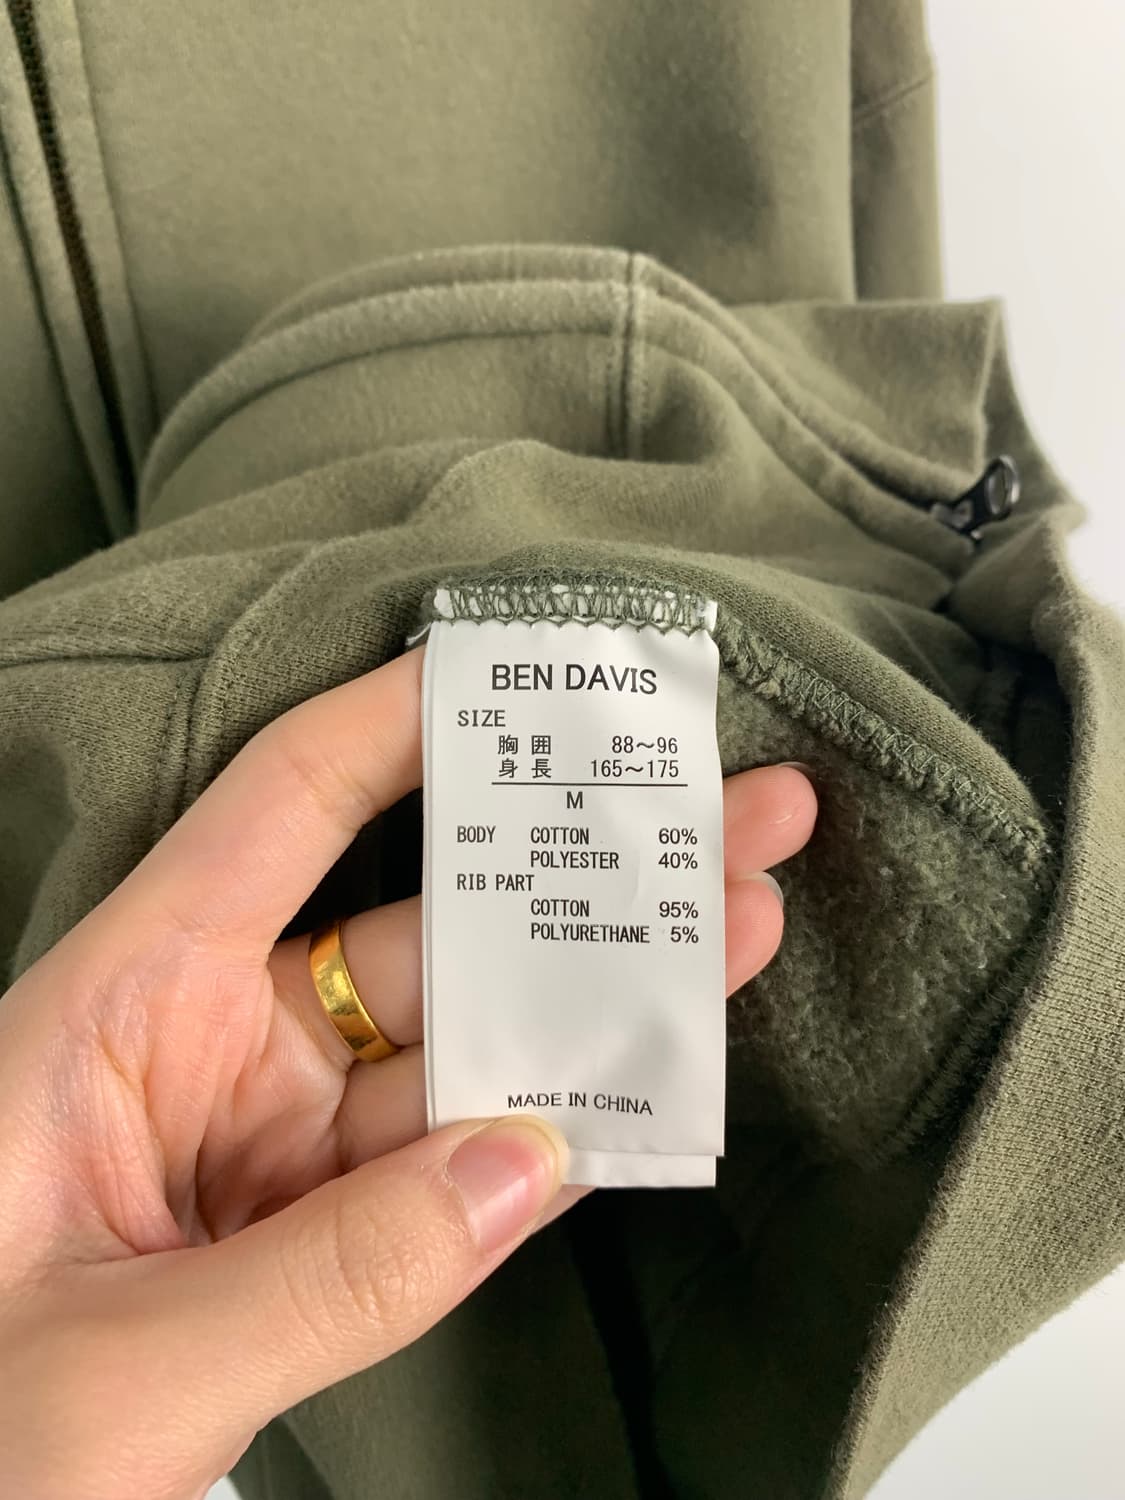 BEN DAVIS
SIZE
胸 囲 88～96
身 長 165～175
M
BODY COTTON 60%
POLYESTER 40%
RIB PART
COTTON 95%
POLYURETHANE 5%
MADE IN CHINA